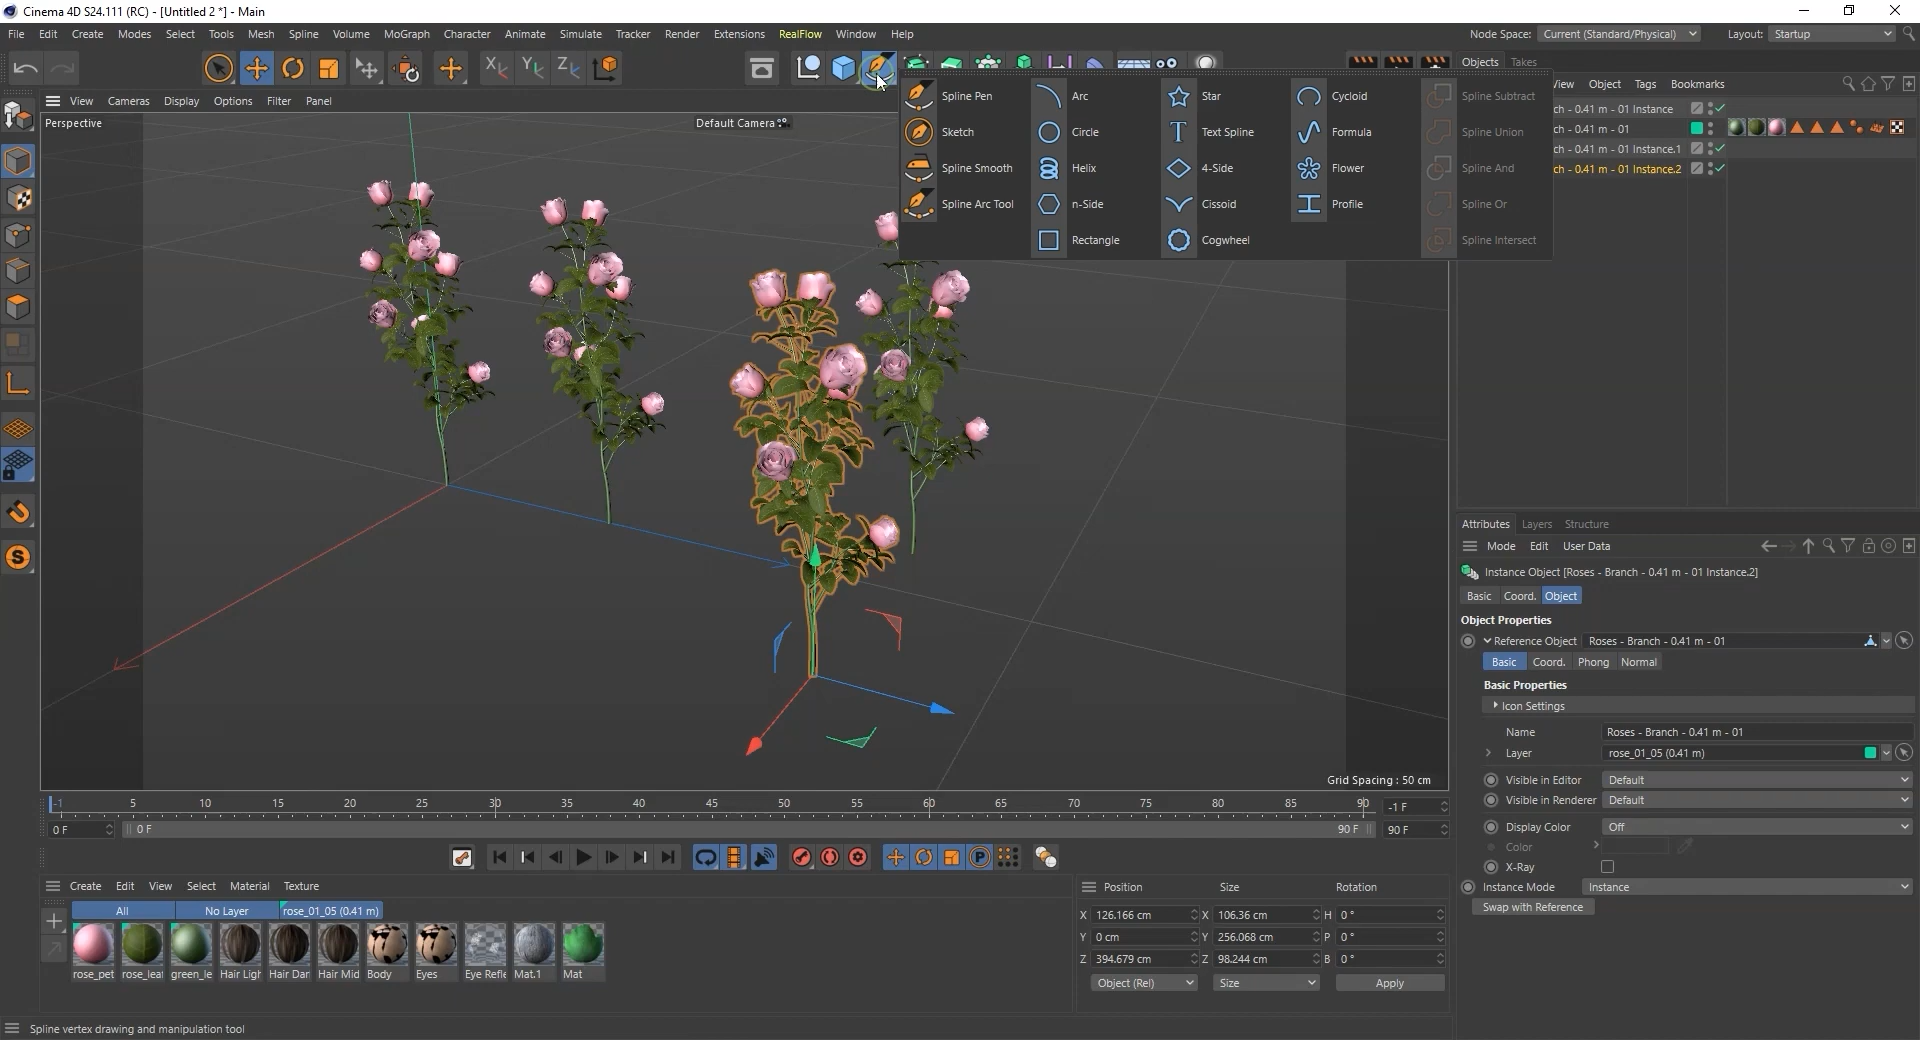 Cinema 4D S24.111 (RC) - [Untitled 2 *] - Main
File Edit Create Modes Select Tools Mesh Spline Volume MoGraph Character Animate Simulate Tracker Render Extensions RealFlow Window Help
Node Space: Current (Standard/Physical) Layout: Startup
Objects Takes
View Cameras Display Options Filter Panel
View Object Tags Bookmarks
Perspective
Default Camera
Spline Pen Arc Star Cycloid Spline Subtract
Sketch Circle Text Spline Formula Spline Union
Spline Smooth Helix 4-Side Flower Spline And
Spline Arc Tool n-Side Cissoid Profile Spline Or
Rectangle Cogwheel Spline Intersect
ch - 0.41 m - 01 Instance
ch - 0.41 m - 01
ch - 0.41 m - 01 Instance.1
ch - 0.41 m - 01 Instance.2
Attributes Layers Structure
Mode Edit User Data
Instance Object [Roses - Branch - 0.41 m - 01 Instance.2]
Basic Coord. Object
Object Properties
Reference Object Roses - Branch - 0.41 m - 01
Basic Coord. Phong Normal
Basic Properties
Icon Settings
Name Roses - Branch - 0.41 m - 01
Layer rose_01_05 (0.41 m)
Visible in Editor Default
Visible in Renderer Default
Display Color Off
Color
X-Ray
Instance Mode Instance
Swap with Reference
Grid Spacing : 50 cm
-1 5 10 15 20 25 30 35 40 45 50 55 60 65 70 75 80 85 90 -1 F
0 F 0 F 90 F 90 F
Create Edit View Select Material Texture
All No Layer rose_01_05 (0.41 m)
rose_pet rose_leaf green_le Hair Ligh Hair Dar Hair Mid Body Eyes Eye Refle Mat.1 Mat
Position Size Rotation
X 126.166 cm X 106.36 cm H 0 °
Y 0 cm Y 256.068 cm P 0 °
Z 394.679 cm Z 98.244 cm B 0 °
Object (Rel) Size Apply
Spline vertex drawing and manipulation tool